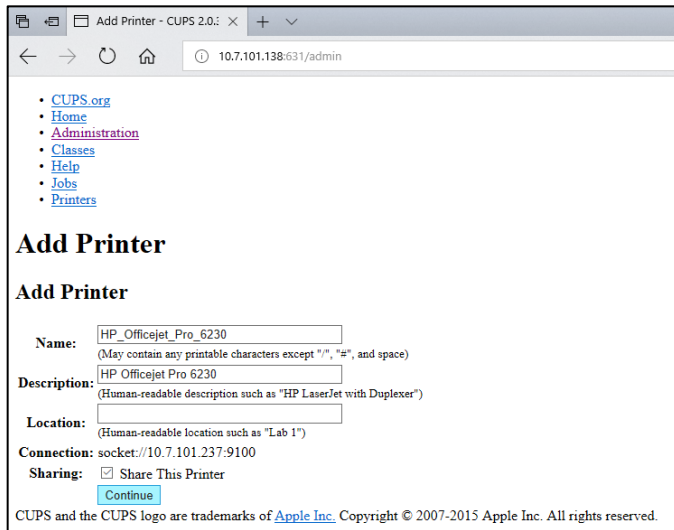 Add Printer - CUPS 2.0.:
10.7.101.138:631/admin
CUPS.org
Home
Administration
Classes
Help
Jobs
Printers
Add Printer
Add Printer
Name: HP_Officejet_Pro_6230
(May contain any printable characters except "/", "#", and space)
Description: HP Officejet Pro 6230
(Human-readable description such as "HP LaserJet with Duplexer")
Location:
(Human-readable location such as "Lab 1")
Connection: socket://10.7.101.237:9100
Sharing: Share This Printer
Continue
CUPS and the CUPS logo are trademarks of Apple Inc. Copyright © 2007-2015 Apple Inc. All rights reserved.